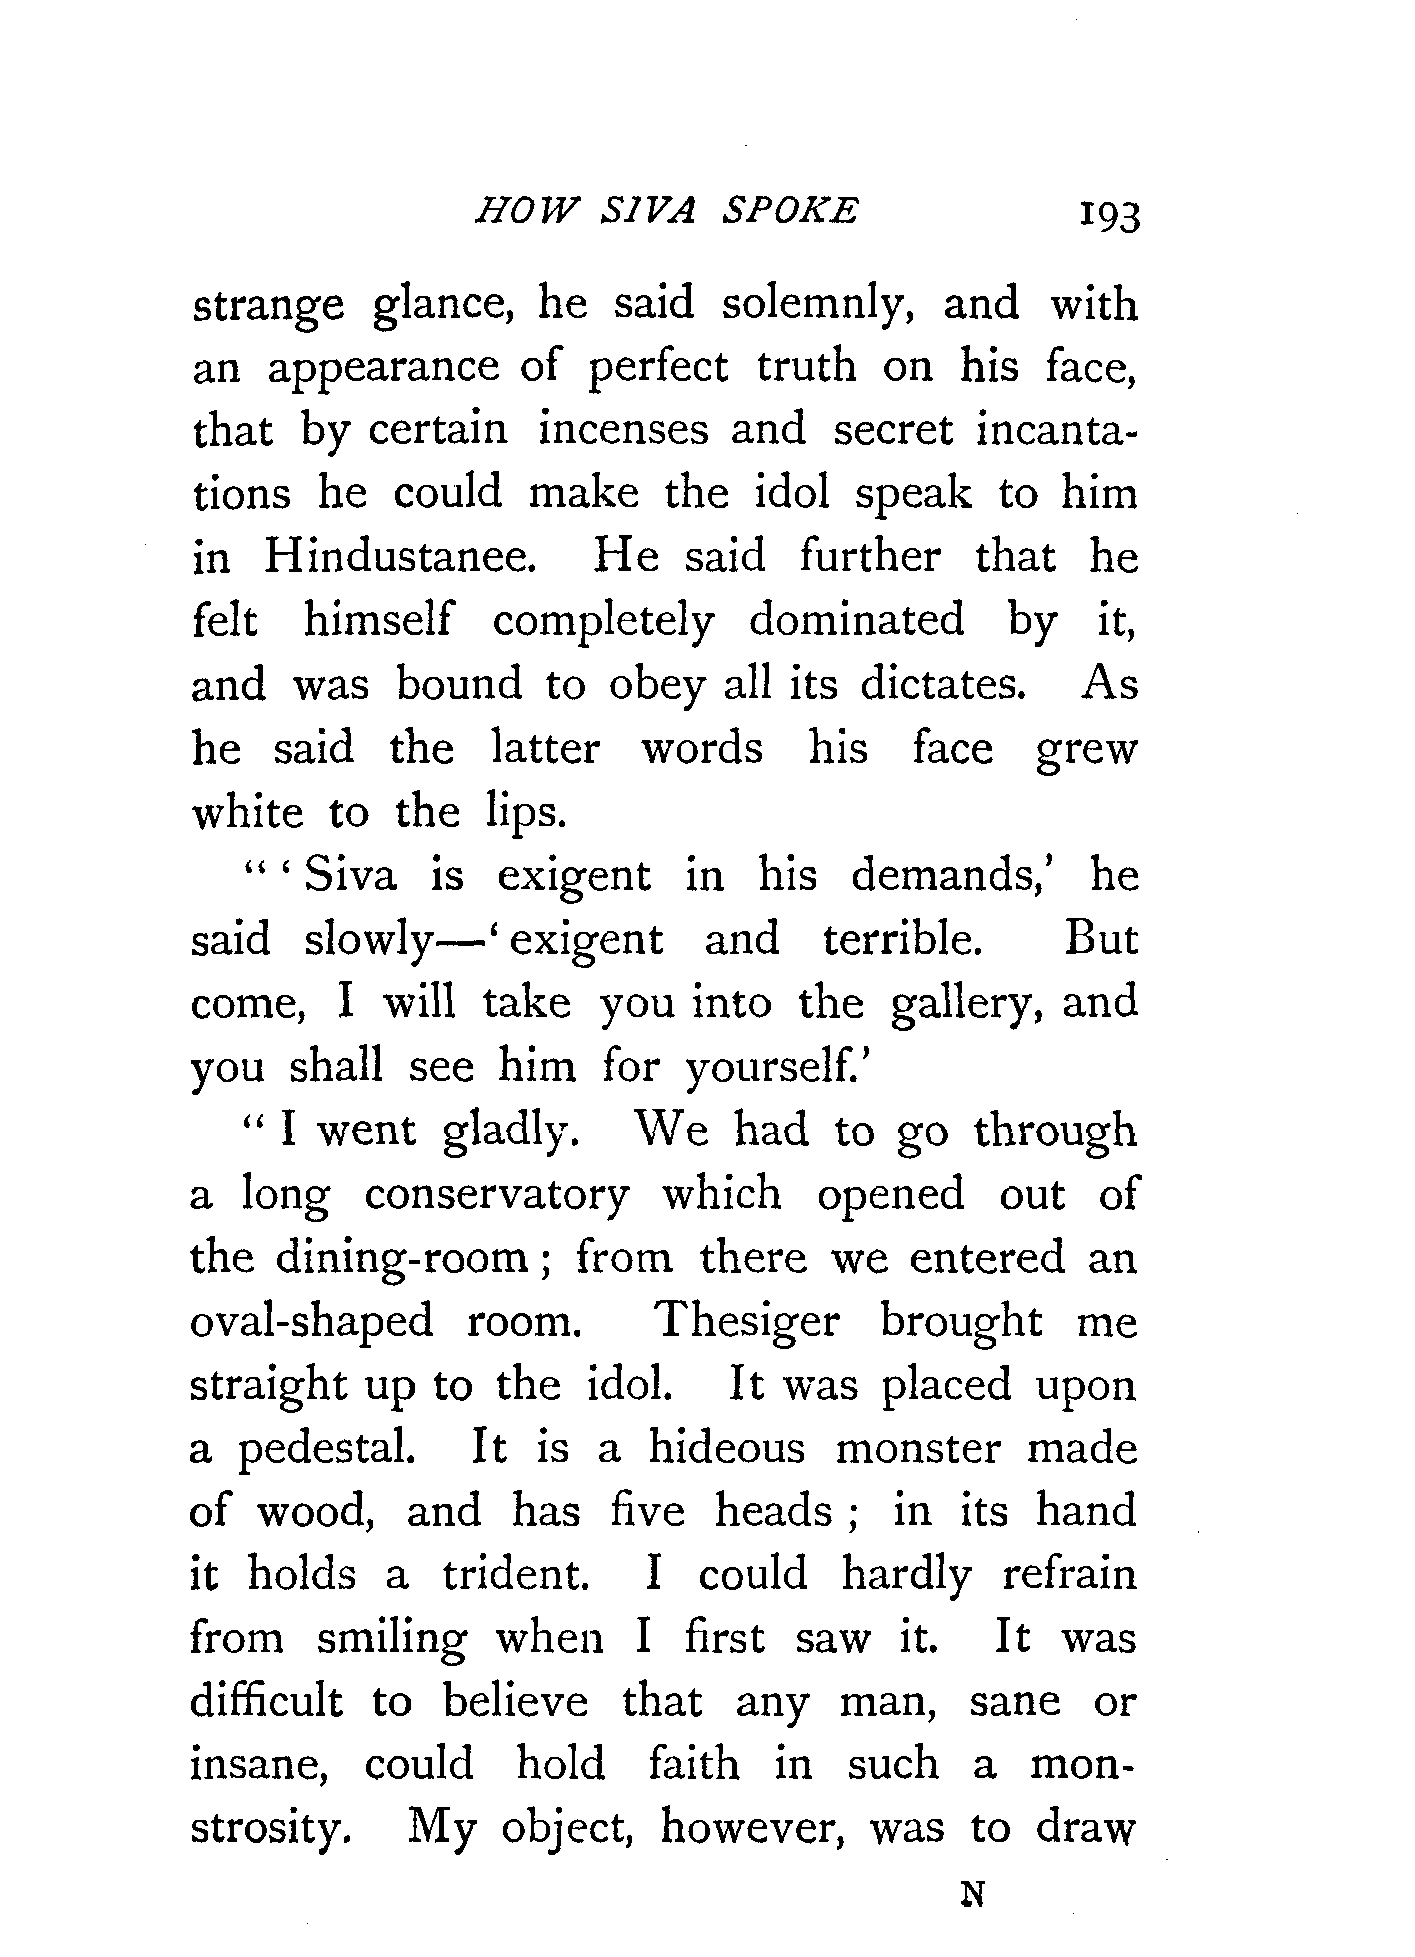 HOW SIVA SPOKE 193
strange glance, he said solemnly, and with
an appearance of perfect truth on his face,
that by certain incenses and secret incanta-
tions he could make the idol speak to him
in Hindustanee. He said further that he
felt himself completely dominated by it,
and was bound to obey all its dictates. As
he said the latter words his face grew
white to the lips.
“ ‘ Siva is exigent in his demands,’ he
said slowly—‘ exigent and terrible. But
come, I will take you into the gallery, and
you shall see him for yourself.’
“ I went gladly. We had to go through
a long conservatory which opened out of
the dining-room ; from there we entered an
oval-shaped room. Thesiger brought me
straight up to the idol. It was placed upon
a pedestal. It is a hideous monster made
of wood, and has five heads ; in its hand
it holds a trident. I could hardly refrain
from smiling when I first saw it. It was
difficult to believe that any man, sane or
insane, could hold faith in such a mon-
strosity. My object, however, was to draw
N